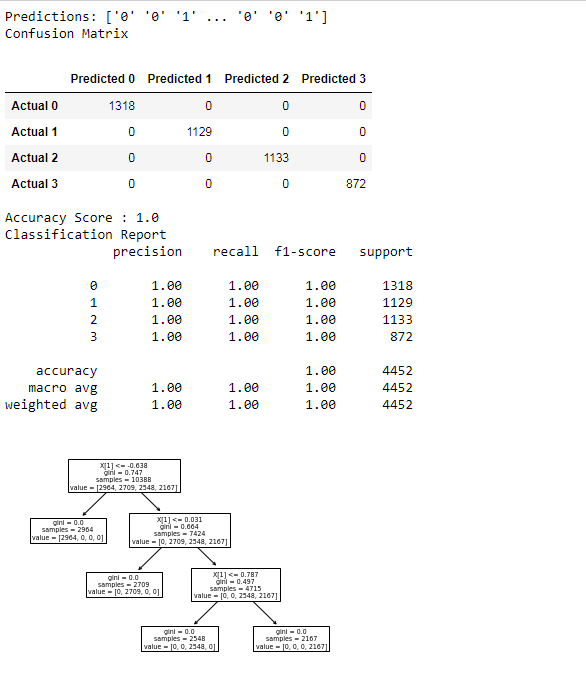 Predictions: ['0' '0' '1' ... '0' '0' '1']
Confusion Matrix
Predicted 0 Predicted 1 Predicted 2 Predicted 3
Actual 0 1318 0 0 0
Actual 1 0 1129 0 0
Actual 2 0 0 1133 0
Actual 3 0 0 0 872
Accuracy Score : 1.0
Classification Report
precision recall f1-score support
0 1.00 1.00 1.00 1318
1 1.00 1.00 1.00 1129
2 1.00 1.00 1.00 1133
3 1.00 1.00 1.00 872
accuracy 1.00 4452
macro avg 1.00 1.00 1.00 4452
weighted avg 1.00 1.00 1.00 4452
X[1] <= -0.638
gini = 0.747
samples = 10388
value = [2964, 2709, 2548, 2167]
gini = 0.0
samples = 2964
value = [2964, 0, 0, 0]
X[1] <= 0.031
gini = 0.664
samples = 7424
value = [0, 2709, 2548, 2167]
gini = 0.0
samples = 2709
value = [0, 2709, 0, 0]
X[1] <= 0.787
gini = 0.497
samples = 4715
value = [0, 0, 2548, 2167]
gini = 0.0
samples = 2548
value = [0, 0, 2548, 0]
gini = 0.0
samples = 2167
value = [0, 0, 0, 2167]